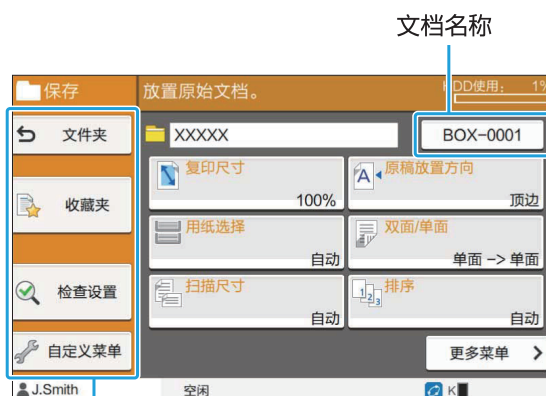 文档名称
保存 放置原始文档。 HDD使用: 1%
文件夹 XXXXX BOX-0001
复印尺寸 100% 原稿放置方向 顶边
收藏夹
用纸选择 自动 双面/单面 单面 -> 单面
检查设置
扫描尺寸 自动 排序 自动
自定义菜单 更多菜单
J.Smith 空闲 K